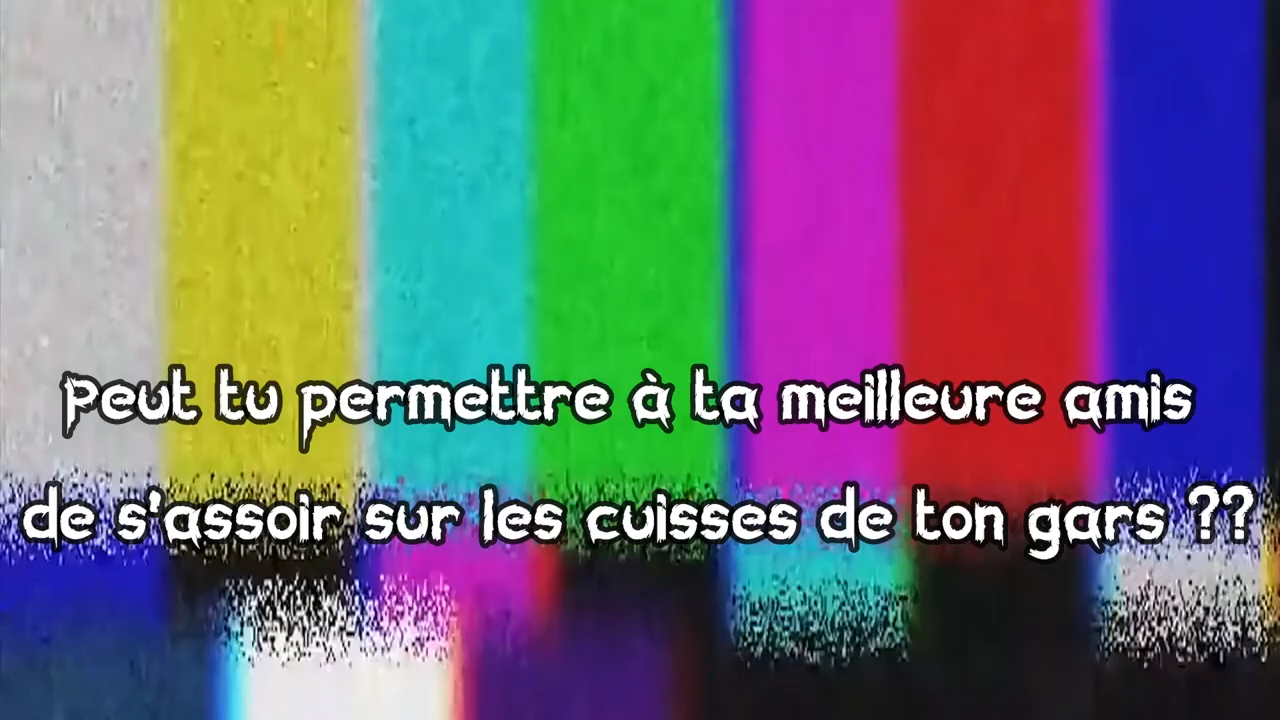 Peut tu permettre à ta meilleure amis
de s'assoir sur les cuisses de ton gars ??